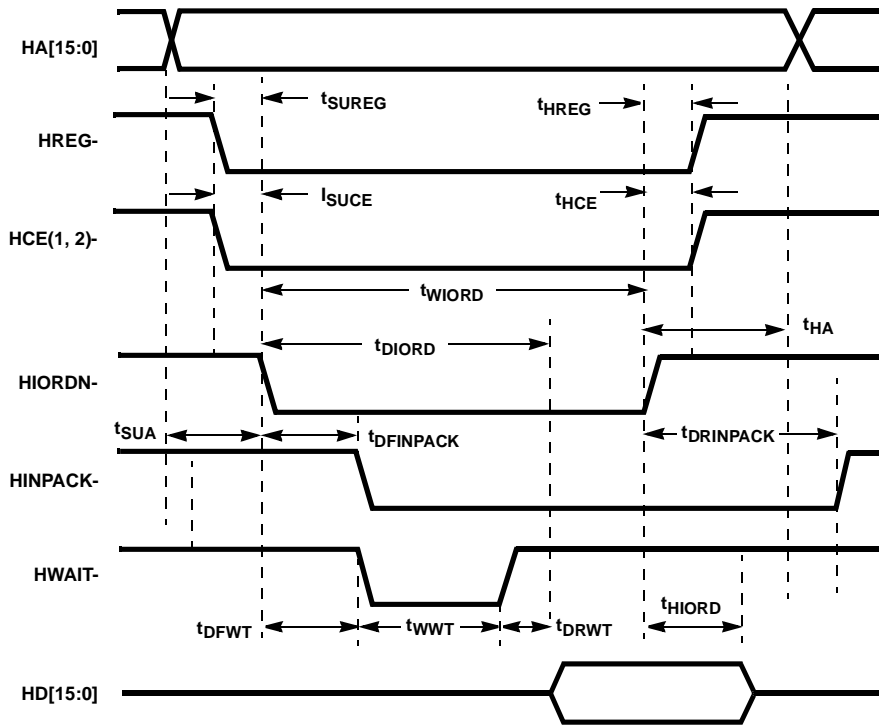 HA[15:0]
tSUREG
tHREG
HREG-
ISUCE
tHCE
HCE(1, 2)-
tWIORD
tHA
tDIORD
HIORDN-
tSUA
tDFINPACK
tDRINPACK
HINPACK-
HWAIT-
tHIORD
tDFWT
tWWT
tDRWT
HD[15:0]